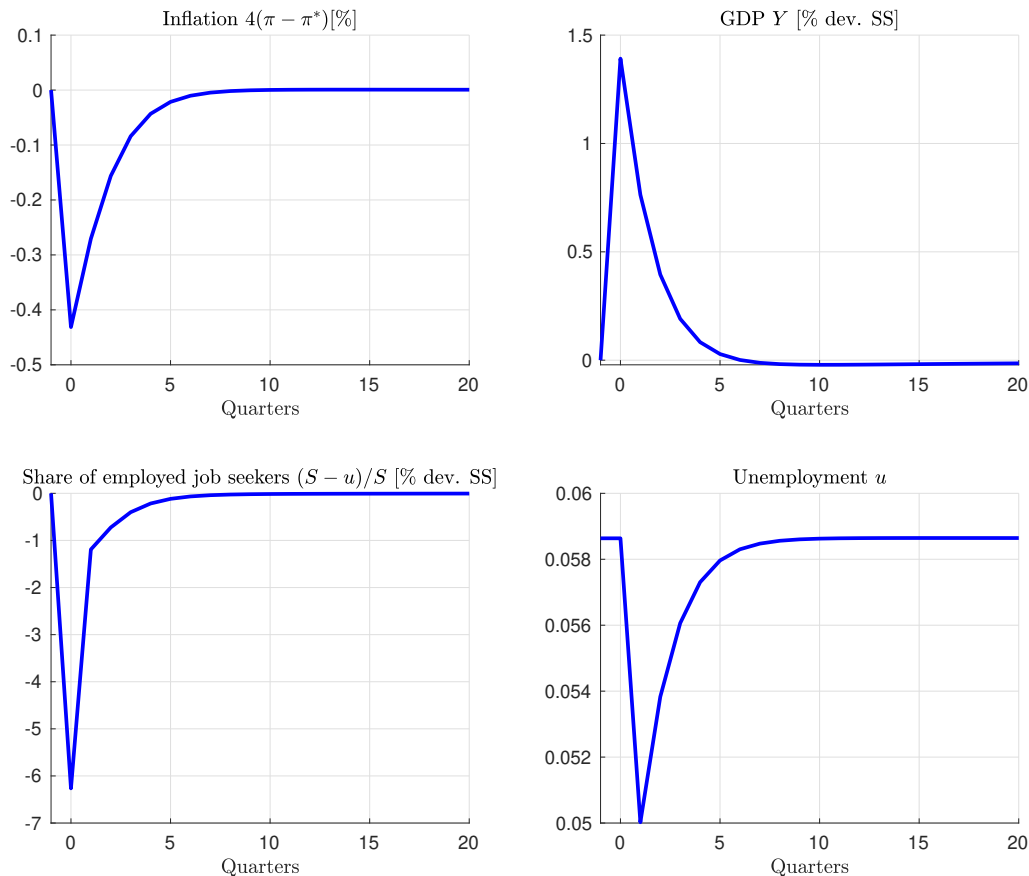 Inflation 4(π − π*)[%]
0.1
0
-0.1
-0.2
-0.3
-0.4
-0.5
0 5 10 15 20
Quarters
GDP Y [% dev. SS]
1.5
1
0.5
0
0 5 10 15 20
Quarters
Share of employed job seekers (S − u)/S [% dev. SS]
0
-1
-2
-3
-4
-5
-6
-7
0 5 10 15 20
Quarters
Unemployment u
0.06
0.058
0.056
0.054
0.052
0.05
0 5 10 15 20
Quarters